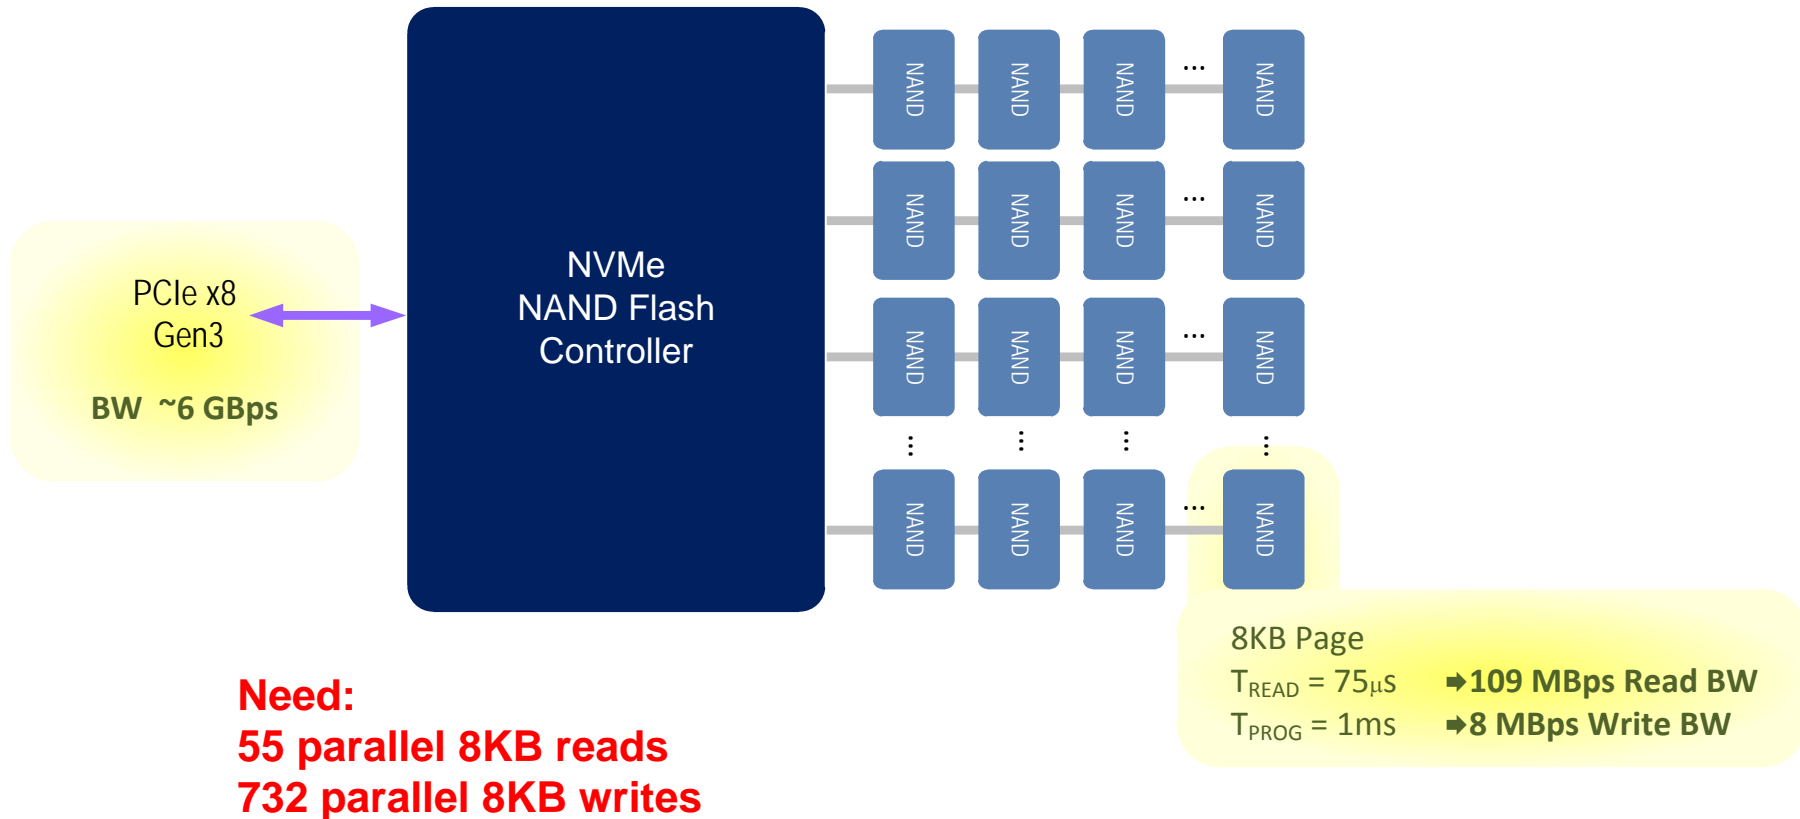 PCIe x8
Gen3
BW ~6 GBps
NVMe
NAND Flash
Controller
NAND NAND NAND ... NAND
NAND NAND NAND ... NAND
NAND NAND NAND ... NAND
... ... ... ...
NAND NAND NAND ... NAND
8KB Page
T_READ = 75μs ➡109 MBps Read BW
T_PROG = 1ms ➡8 MBps Write BW
Need:
55 parallel 8KB reads
732 parallel 8KB writes